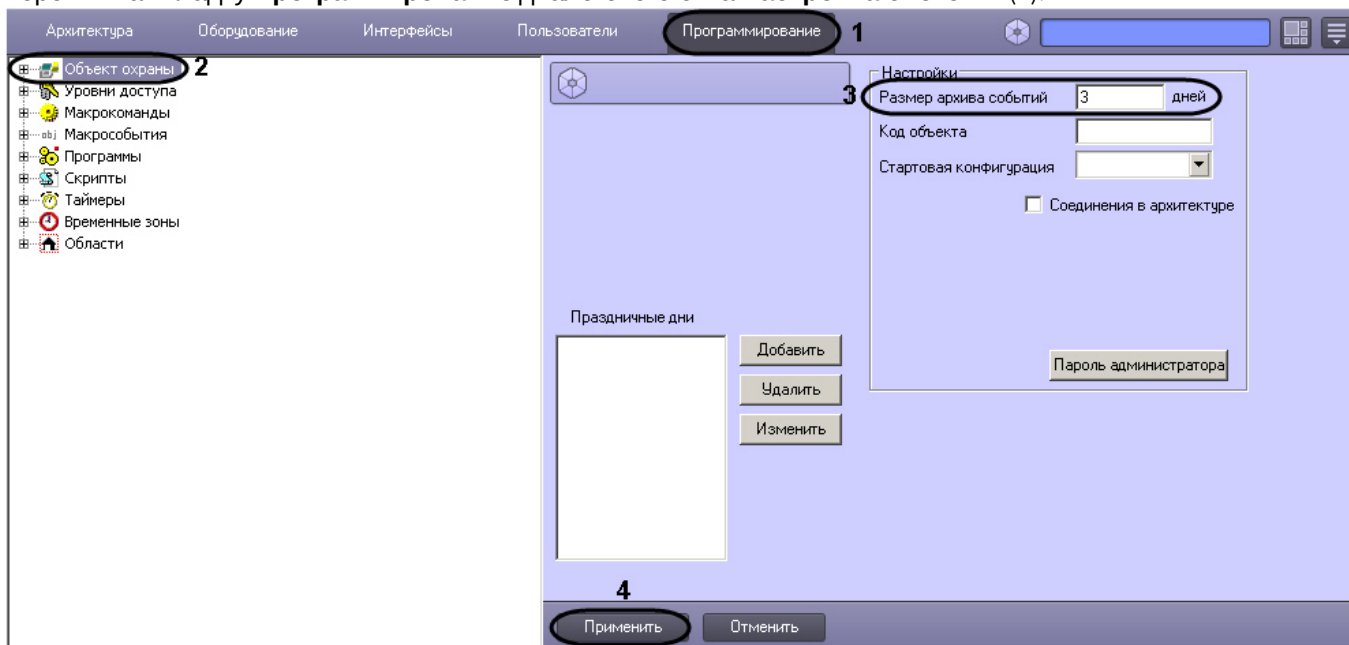 Архитектура Оборудование Интерфейсы Пользователи Программирование 1
Объект охраны 2
Уровни доступа
Макрокоманды
obj Макрособытия
Программы
Скрипты
Таймеры
Временные зоны
Области
Настройки
3 Размер архива событий 3 дней
Код объекта
Стартовая конфигурация
Соединения в архитектуре
Пароль администратора
Праздничные дни
Добавить
Удалить
Изменить
4
Применить Отменить